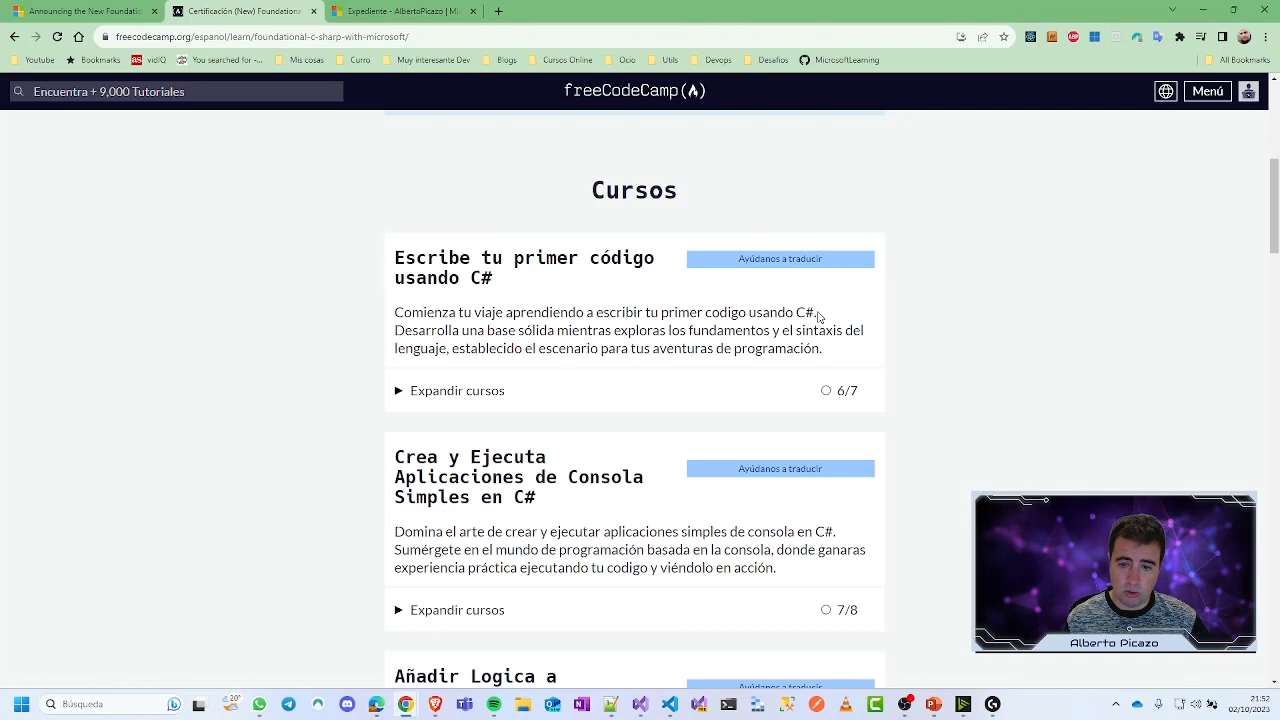 Announcing the New Foundatio
Certificación (New) Foundationa
Expediente - AlbertoPicazo | Mi
freecodecamp.org/espanol/learn/foundational-c-sharp-with-microsoft/
Youtube
Bookmarks
vidIQ
You searched for -...
Mis cosas
Curro
Muy interesante Dev
Blogs
Cursos Online
Ocio
Utils
Devops
Desafios
MicrosoftLearning
All Bookmarks
Encuentra + 9,000 Tutoriales
freeCodeCamp
Menú
Cursos
Escribe tu primer código
usando C#
Ayúdanos a traducir
Comienza tu viaje aprendiendo a escribir tu primer codigo usando C#.
Desarrolla una base sólida mientras exploras los fundamentos y el sintaxis del
lenguaje, establecido el escenario para tus aventuras de programación.
Expandir cursos
6/7
Crea y Ejecuta
Aplicaciones de Consola
Simples en C#
Ayúdanos a traducir
Domina el arte de crear y ejecutar aplicaciones simples de consola en C#.
Sumérgete en el mundo de programación basada en la consola, donde ganaras
experiencia práctica ejecutando tu codigo y viéndolo en acción.
Expandir cursos
7/8
Añadir Logica a
Ayúdanos a traducir
Alberto Picazo
Búsqueda
20°
21:52
02/10/2023